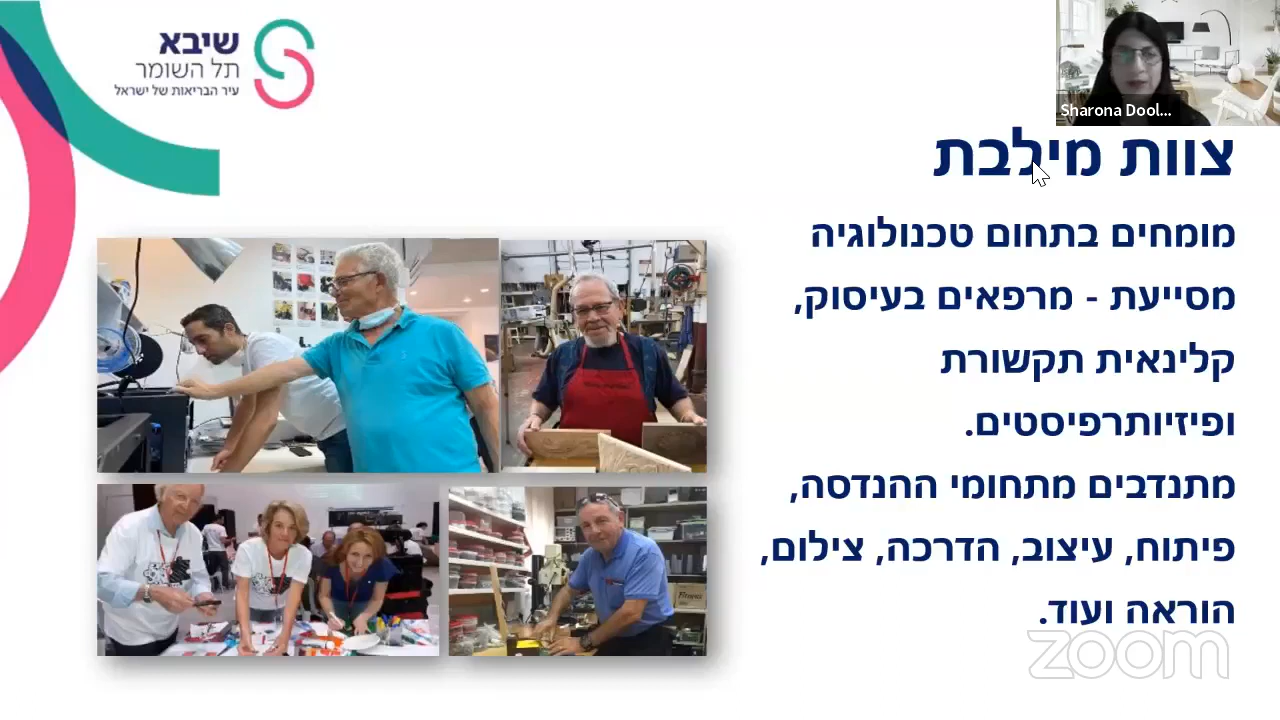 שיבא
תל השומר
עיר הבריאות של ישראל
Sharona Dool...
צוות מילבת
מומחים בתחום טכנולוגיה
מסייעת - מרפאים בעיסוק,
קלינאית תקשורת
ופיזיותרפיסטים.
מתנדבים מתחומי ההנדסה,
פיתוח, עיצוב, הדרכה, צילום,
הוראה ועוד.
zoom